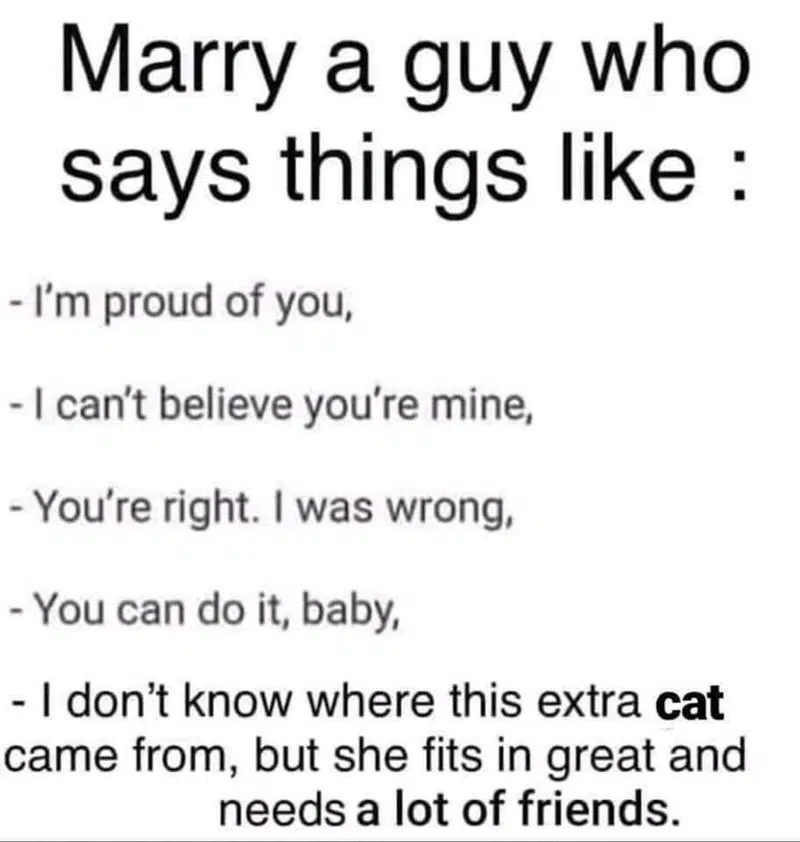 Marry a guy who
says things like :
- I'm proud of you,
- I can't believe you're mine,
- You're right. I was wrong,
- You can do it, baby,
- I don't know where this extra cat
came from, but she fits in great and
needs a lot of friends.